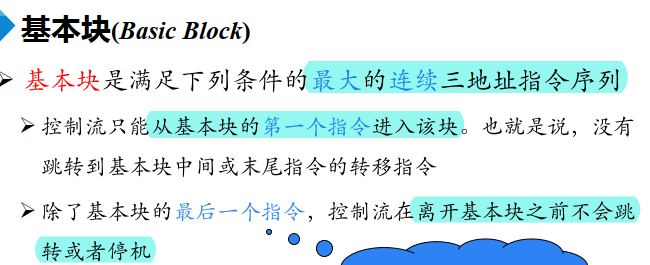 基本块(Basic Block)
基本块是满足下列条件的最大的连续三地址指令序列
控制流只能从基本块的第一个指令进入该块。也就是说，没有
跳转到基本块中间或末尾指令的转移指令
除了基本块的最后一个指令，控制流在离开基本块之前不会跳
转或者停机